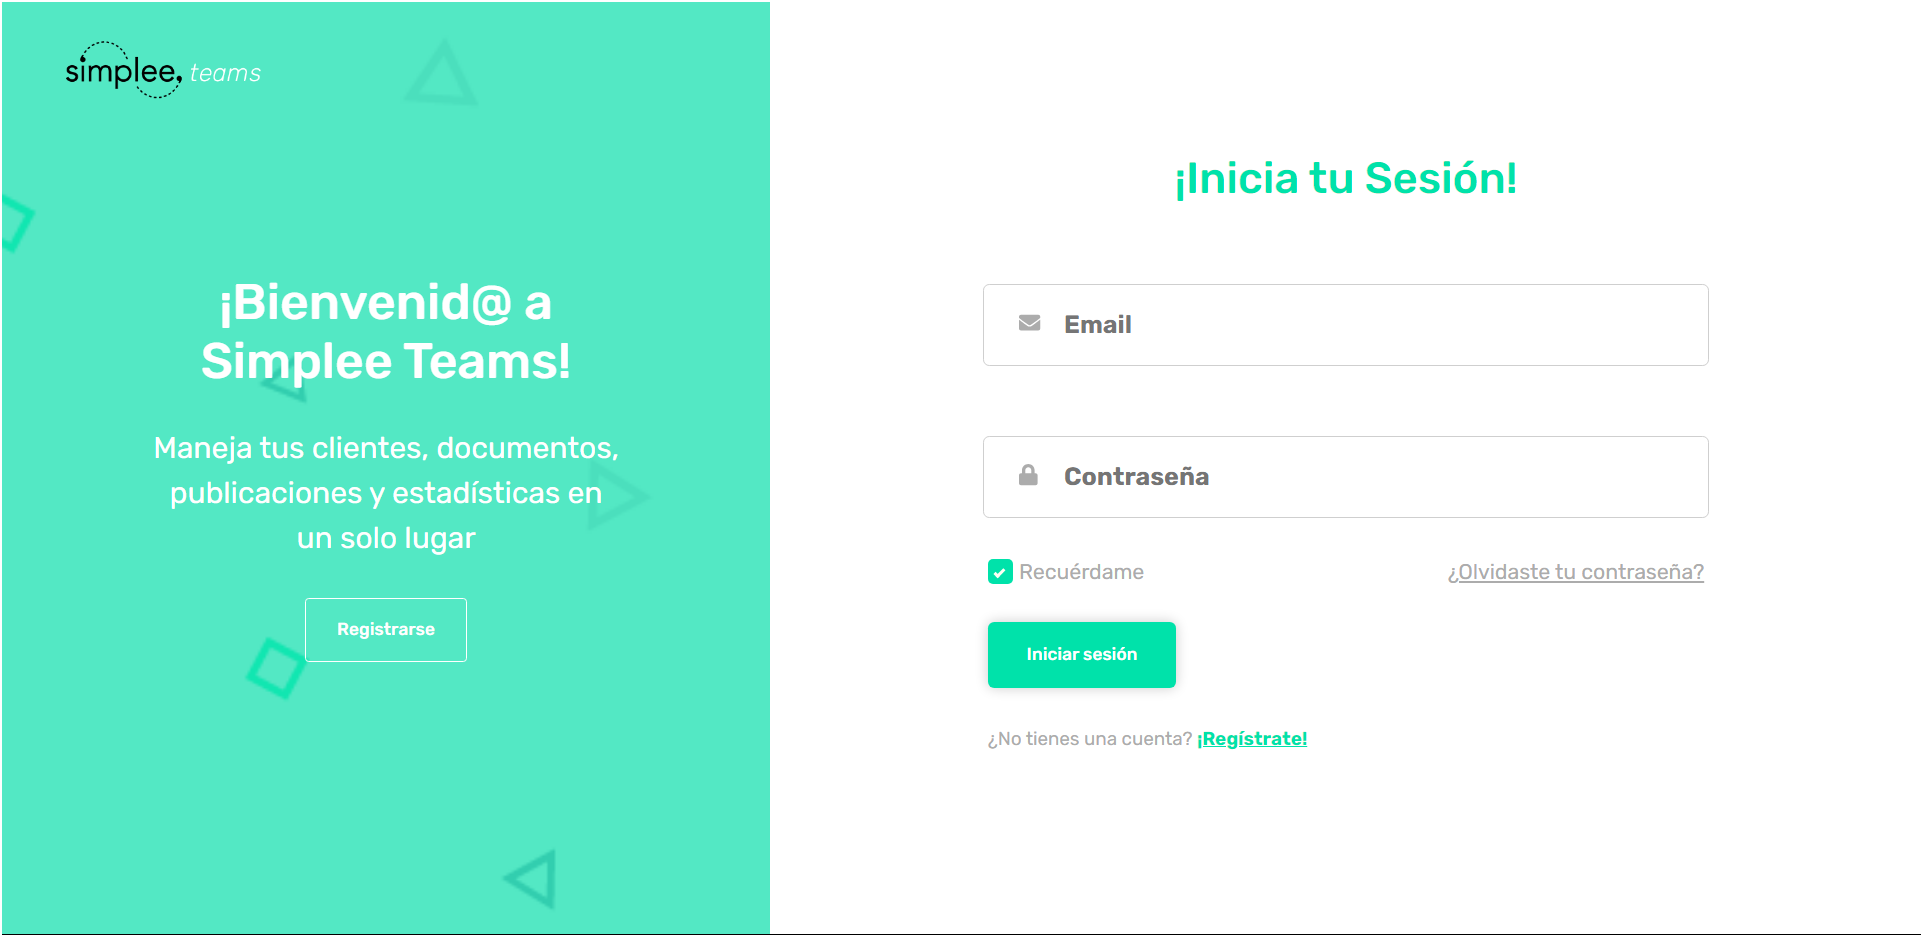 simplee, teams
¡Bienvenid@ a
Simplee Teams!
Maneja tus clientes, documentos,
publicaciones y estadísticas en
un solo lugar
Registrarse
¡Inicia tu Sesión!
Email
Contraseña
Recuérdame
¿Olvidaste tu contraseña?
Iniciar sesión
¿No tienes una cuenta? ¡Regístrate!